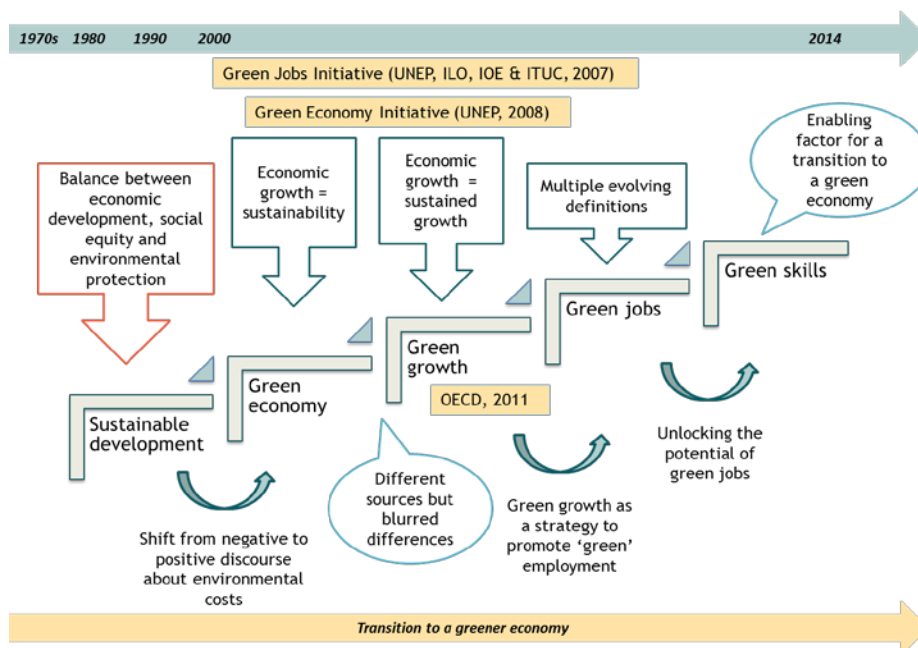 1970s 1980 1990 2000 2014
Green Jobs Initiative (UNEP, ILO, IOE & ITUC, 2007)
Green Economy Initiative (UNEP, 2008)
Enabling
factor for a
transition to
a green
economy
Balance between
economic
development, social
equity and
environmental
protection
Economic
growth =
sustainability
Economic
growth =
sustained
growth
Multiple evolving
definitions
Green skills
Green jobs
Green
growth
Green
economy
Sustainable
development
OECD, 2011
Different
sources but
blurred
differences
Unlocking the
potential of
green jobs
Green growth as
a strategy to
promote ‘green’
employment
Shift from negative to
positive discourse
about environmental
costs
Transition to a greener economy